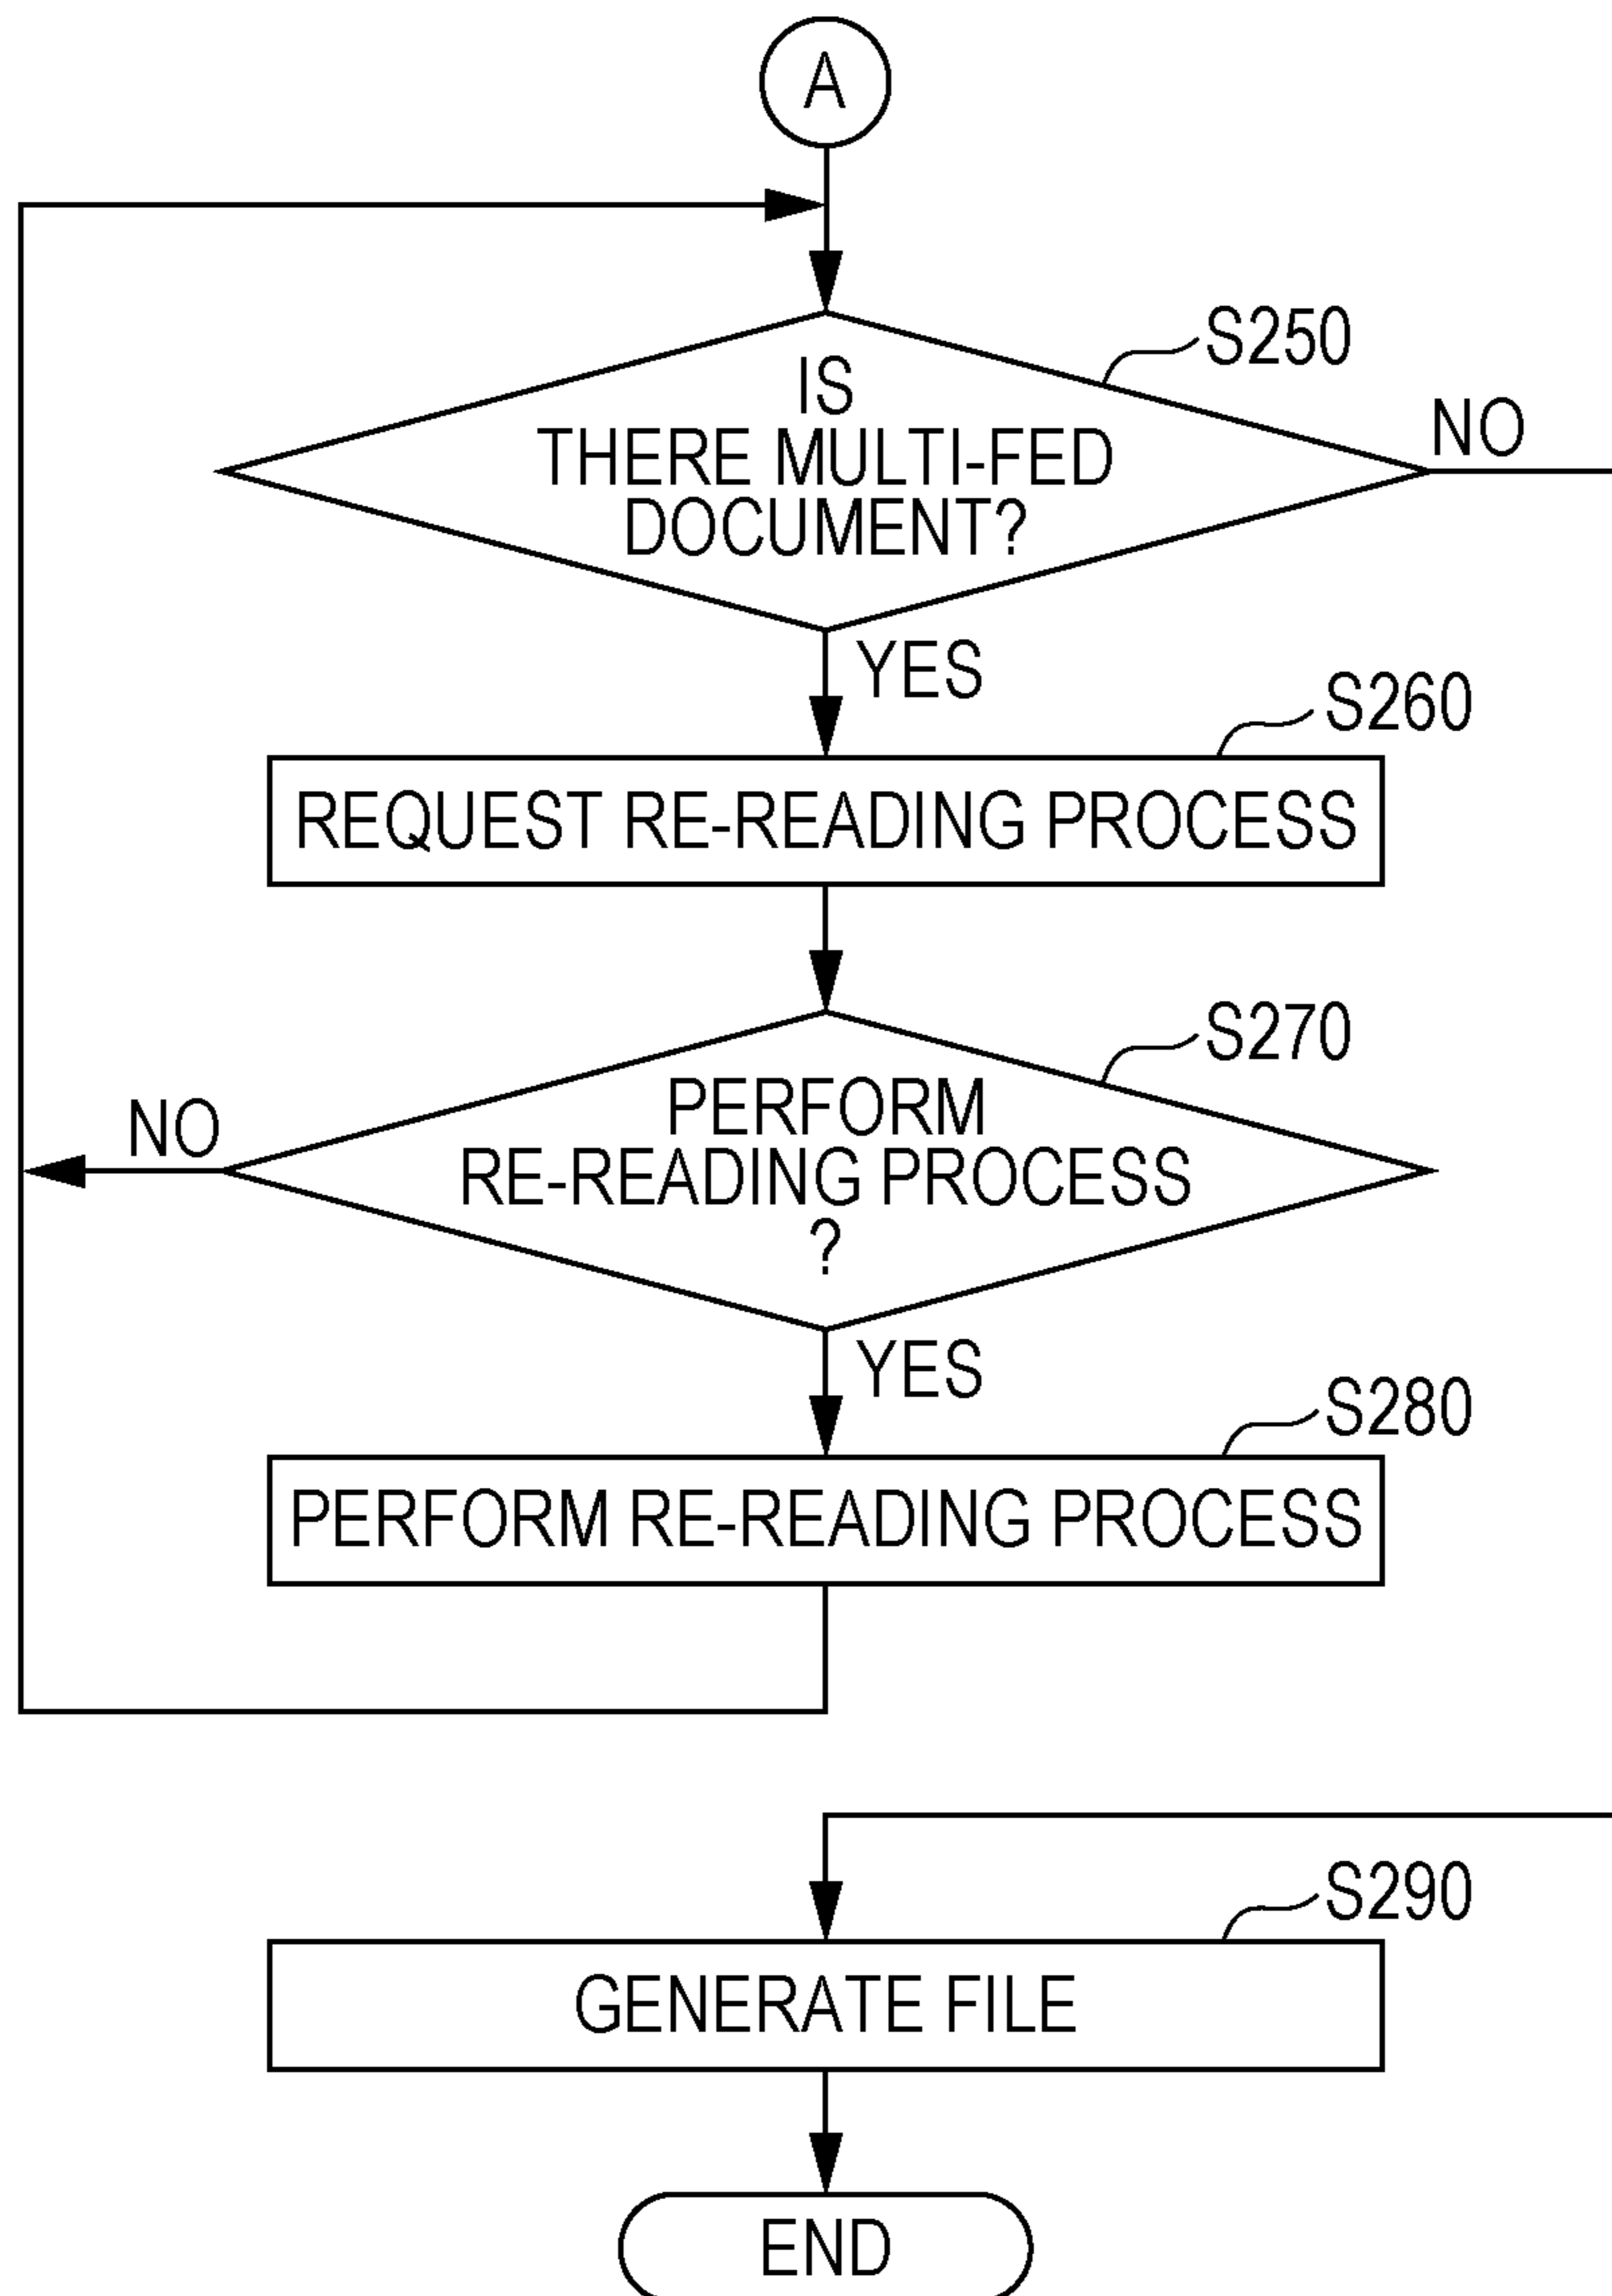 A
S250
IS
THERE MULTI-FED
DOCUMENT?
NO
YES
S260
REQUEST RE-READING PROCESS
S270
PERFORM
RE-READING PROCESS
?
NO
YES
S280
PERFORM RE-READING PROCESS
S290
GENERATE FILE
END